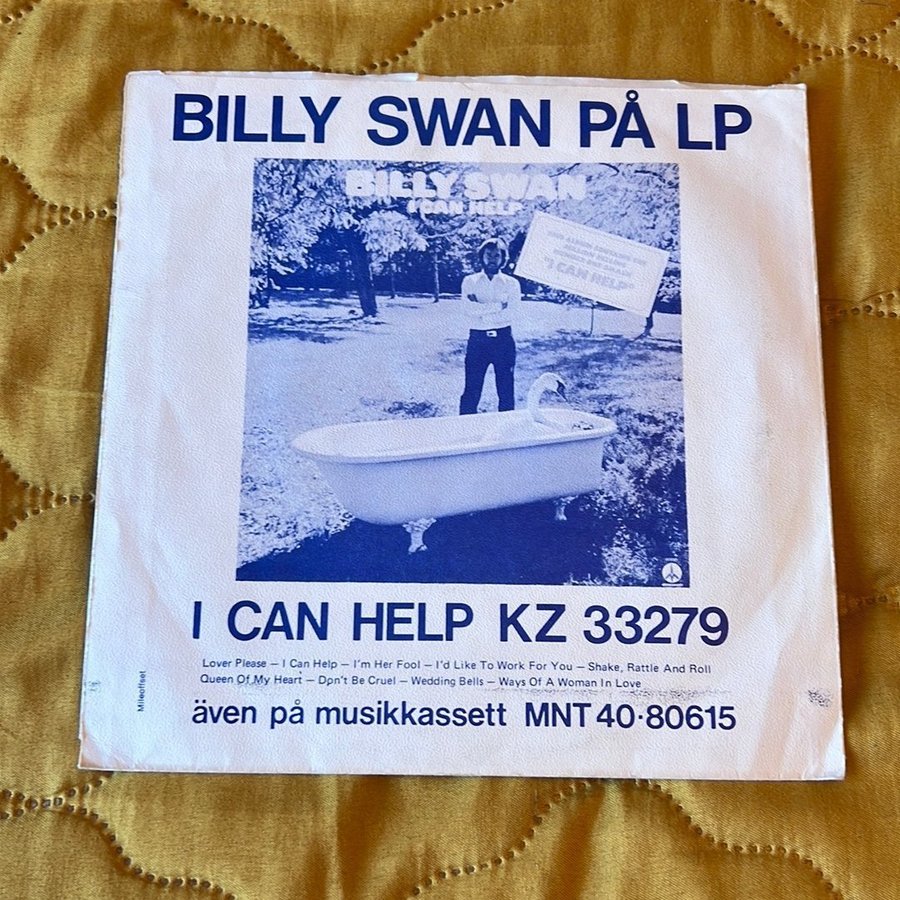 BILLY SWAN PÅ LP
BILLY SWAN
I CAN HELP
"I CAN HELP"
I CAN HELP KZ 33279
Lover Please – I Can Help – I'm Her Fool – I'd Like To Work For You – Shake, Rattle And Roll
Queen Of My Heart – Dpn't Be Cruel – Wedding Bells – Ways Of A Woman In Love
Mileoffset
även på musikkassett MNT 40·80615